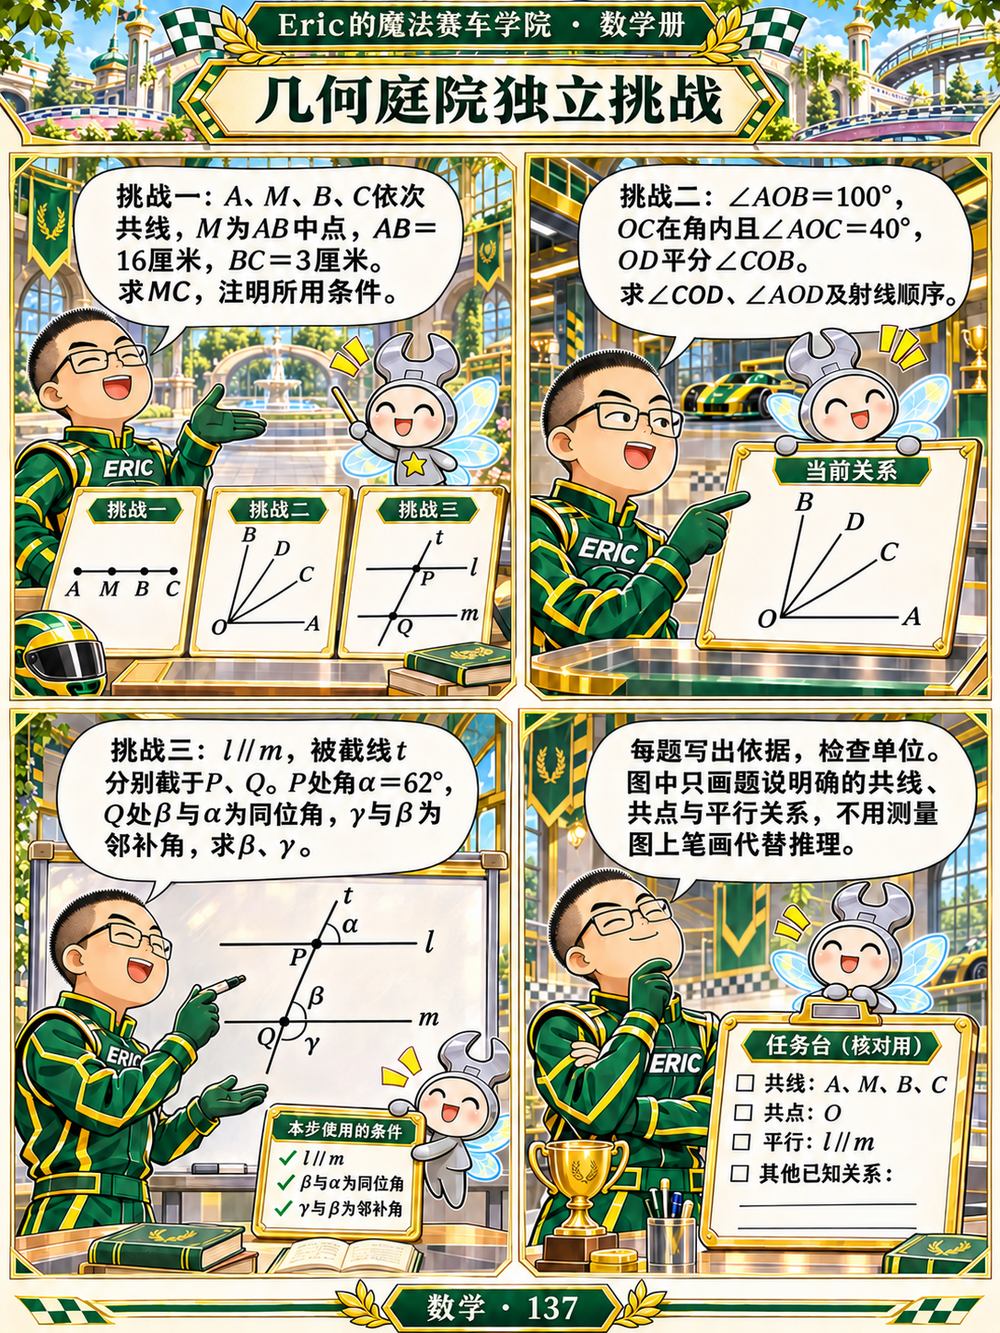 Eric的魔法赛车学院 · 数学册
几何庭院独立挑战
挑战一：A、M、B、C依次
共线，M为AB中点，AB＝
16厘米，BC＝3厘米。
求MC，注明所用条件。
ERIC
挑战一
A M B C
挑战二
B
D
C
O
A
挑战三
t
l
P
m
Q
挑战二：∠AOB＝100°，
OC在角内且∠AOC＝40°，
OD平分∠COB。
求∠COD、∠AOD及射线顺序。
ERIC
当前关系
B
D
C
O
A
挑战三：l∥m，被截线t
分别截于P、Q。P处角α＝62°，
Q处β与α为同位角，γ与β为
邻补角，求β、γ。
t
α
l
P
β
m
Q
γ
ERIC
本步使用的条件
✓ l∥m
✓ β与α为同位角
✓ γ与β为邻补角
每题写出依据，检查单位。
图中只画题说明确的共线、
共点与平行关系，不用测量
图上笔画代替推理。
ERIC
任务台（核对用）
□ 共线：A、M、B、C
□ 共点：O
□ 平行：l∥m
□ 其他已知关系：
数学 · 137